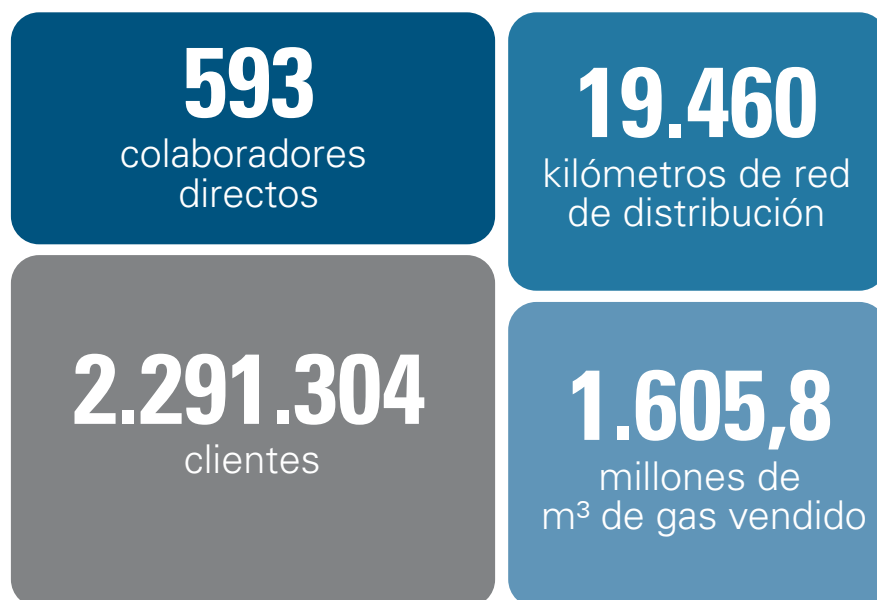 593
colaboradores
directos
19.460
kilómetros de red
de distribución
2.291.304
clientes
1.605,8
millones de
m³ de gas vendido